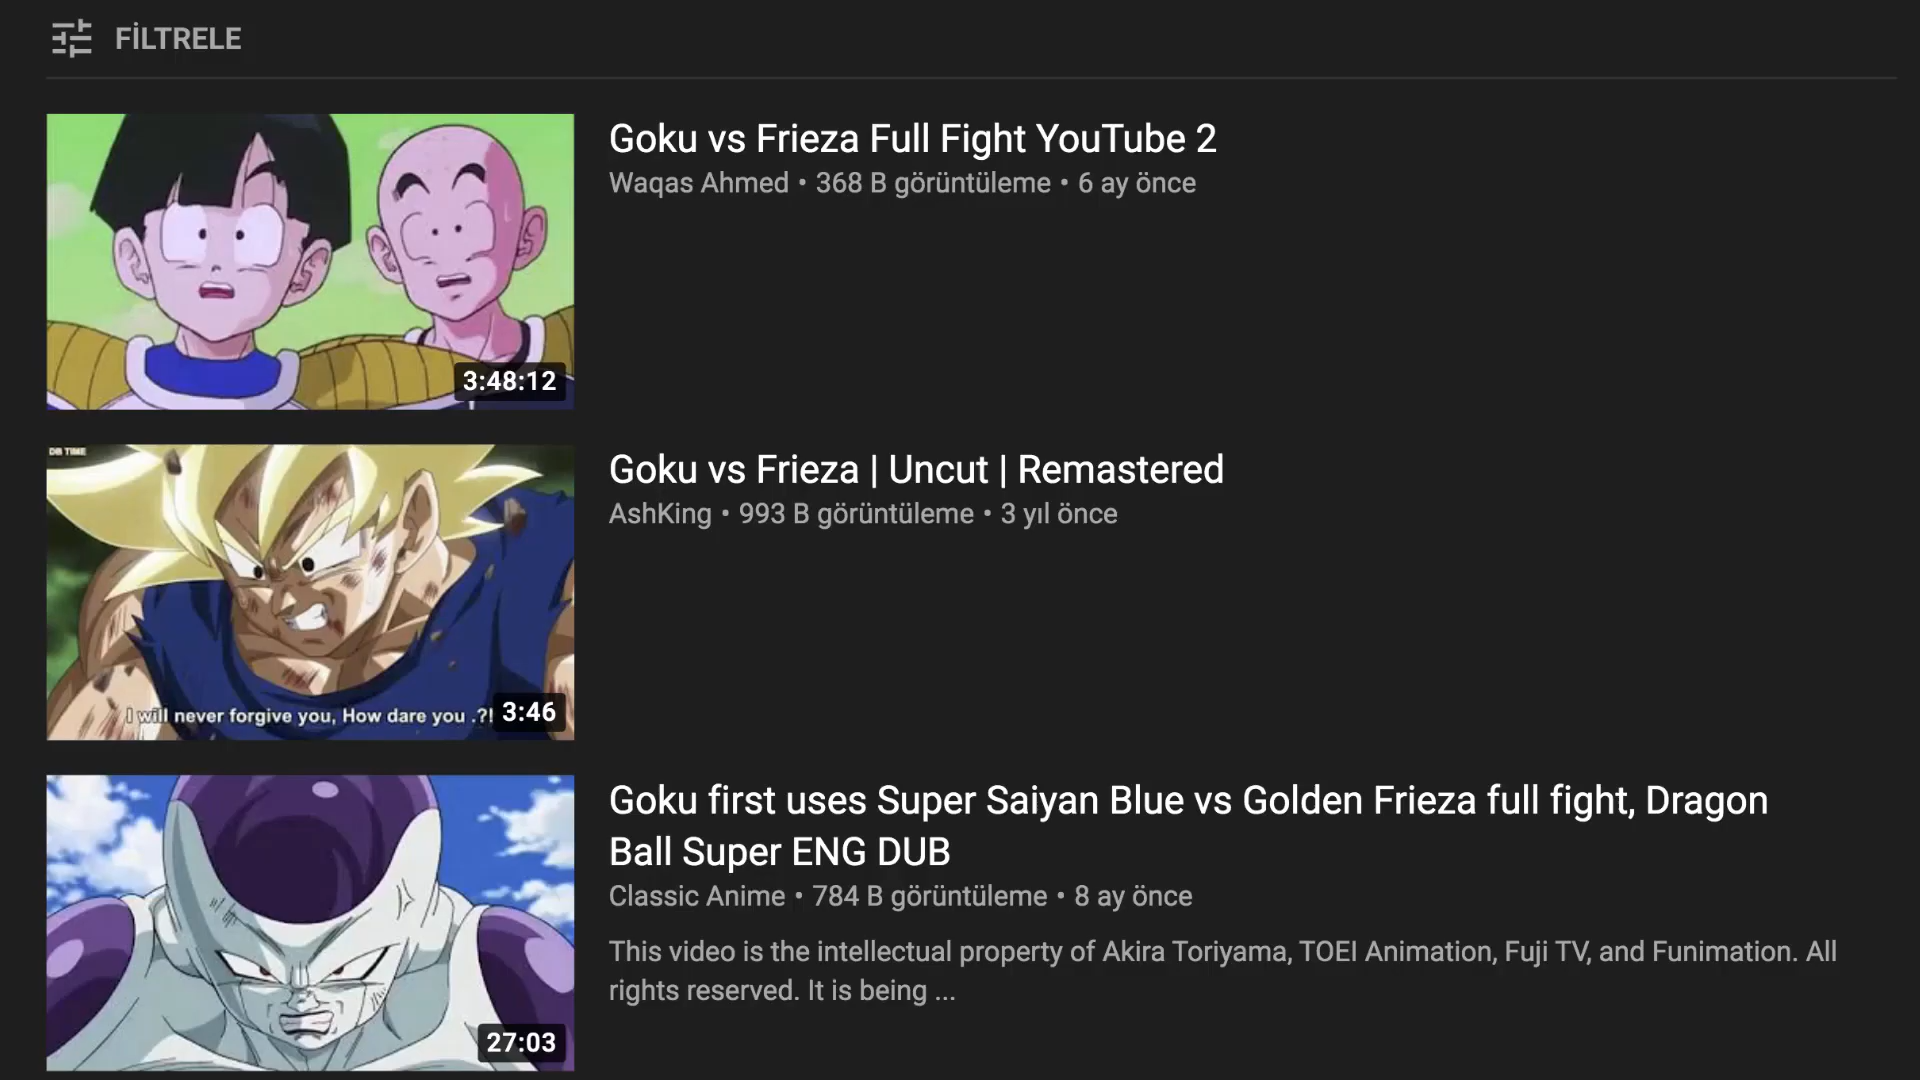 FİLTRELE
Goku vs Frieza Full Fight YouTube 2
Waqas Ahmed • 368 B görüntüleme • 6 ay önce
3:48:12
DB TIME
Goku vs Frieza | Uncut | Remastered
AshKing • 993 B görüntüleme • 3 yıl önce
I will never forgive you, How dare you .?!
3:46
Goku first uses Super Saiyan Blue vs Golden Frieza full fight, Dragon
Ball Super ENG DUB
Classic Anime • 784 B görüntüleme • 8 ay önce
This video is the intellectual property of Akira Toriyama, TOEI Animation, Fuji TV, and Funimation. All
rights reserved. It is being ...
27:03